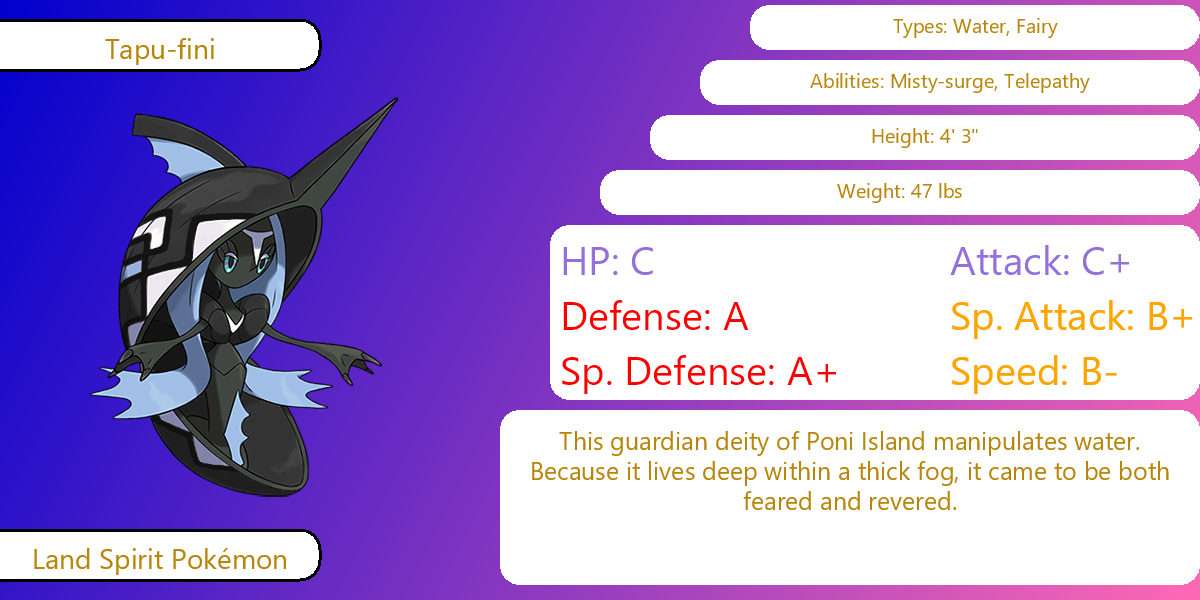 Tapu-fini
Types: Water, Fairy
Abilities: Misty-surge, Telepathy
Height: 4' 3"
Weight: 47 lbs
HP: C
Attack: C+
Defense: A
Sp. Attack: B+
Sp. Defense: A+
Speed: B-
This guardian deity of Poni Island manipulates water.
Because it lives deep within a thick fog, it came to be both
feared and revered.
Land Spirit Pokémon